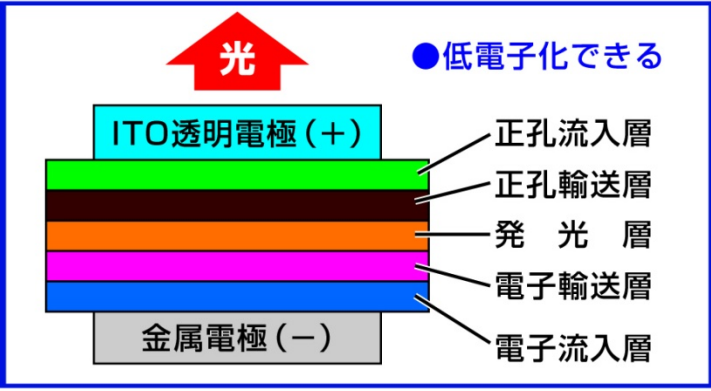 光
●低電子化できる
ITO透明電極(+)
正孔流入層
正孔輸送層
発 光 層
電子輸送層
電子流入層
金属電極(−)